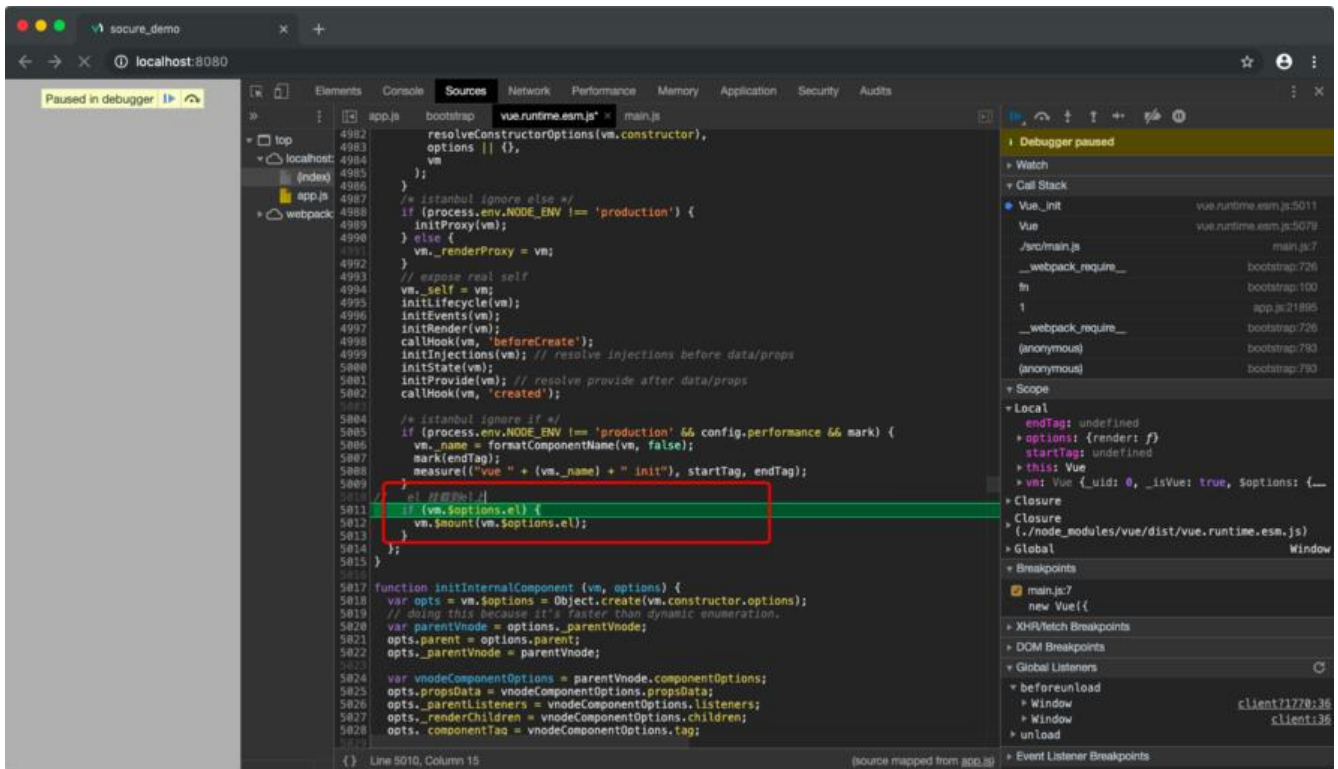 socure_demo
localhost:8080
Paused in debugger
Elements Console Sources Network Performance Memory Application Security Audits
app.js bootstrap vue.runtime.esm.js* main.js
top
localhost:
(index)
app.js
webpack
4982 resolveConstructorOptions(vm.constructor),
4983 options || {},
4984 vm
4985 );
4986 }
4987 /* istanbul ignore else */
4988 if (process.env.NODE_ENV !== 'production') {
4989 initProxy(vm);
4990 } else {
4991 vm._renderProxy = vm;
4992 }
4993 // expose real self
4994 vm._self = vm;
4995 initLifecycle(vm);
4996 initEvents(vm);
4997 initRender(vm);
4998 callHook(vm, 'beforeCreate');
4999 initInjections(vm); // resolve injections before data/props
5000 initState(vm);
5001 initProvide(vm); // resolve provide after data/props
5002 callHook(vm, 'created');
5003
5004 /* istanbul ignore if */
5005 if (process.env.NODE_ENV !== 'production' && config.performance && mark) {
5006 vm._name = formatComponentName(vm, false);
5007 mark(endTag);
5008 measure(("vue " + (vm._name) + " init"), startTag, endTag);
5009 }
5010 // el 挂载到el上
5011 if (vm.$options.el) {
5012 vm.$mount(vm.$options.el);
5013 }
5014 };
5015 }
5016
5017 function initInternalComponent (vm, options) {
5018 var opts = vm.$options = Object.create(vm.constructor.options);
5019 // doing this because it's faster than dynamic enumeration.
5020 var parentVnode = options._parentVnode;
5021 opts.parent = options.parent;
5022 opts._parentVnode = parentVnode;
5023
5024 var vnodeComponentOptions = parentVnode.componentOptions;
5025 opts.propsData = vnodeComponentOptions.propsData;
5026 opts._parentListeners = vnodeComponentOptions.listeners;
5027 opts._renderChildren = vnodeComponentOptions.children;
5028 opts._componentTag = vnodeComponentOptions.tag;
5029
{} Line 5010, Column 15 (source mapped from app.js)
Debugger paused
Watch
Call Stack
Vue._init vue.runtime.esm.js:5011
Vue vue.runtime.esm.js:5079
./src/main.js main.js:7
__webpack_require__ bootstrap:726
fn bootstrap:100
1 app.js:21895
__webpack_require__ bootstrap:726
(anonymous) bootstrap:793
(anonymous) bootstrap:793
Scope
Local
endTag: undefined
options: {render: ƒ}
startTag: undefined
this: Vue
vm: Vue {_uid: 0, _isVue: true, $options: {…
Closure
Closure
(./node_modules/vue/dist/vue.runtime.esm.js)
Global Window
Breakpoints
main.js:7
new Vue({
XHR/fetch Breakpoints
DOM Breakpoints
Global Listeners
beforeunload
Window client?1770:36
Window client:36
unload
Event Listener Breakpoints